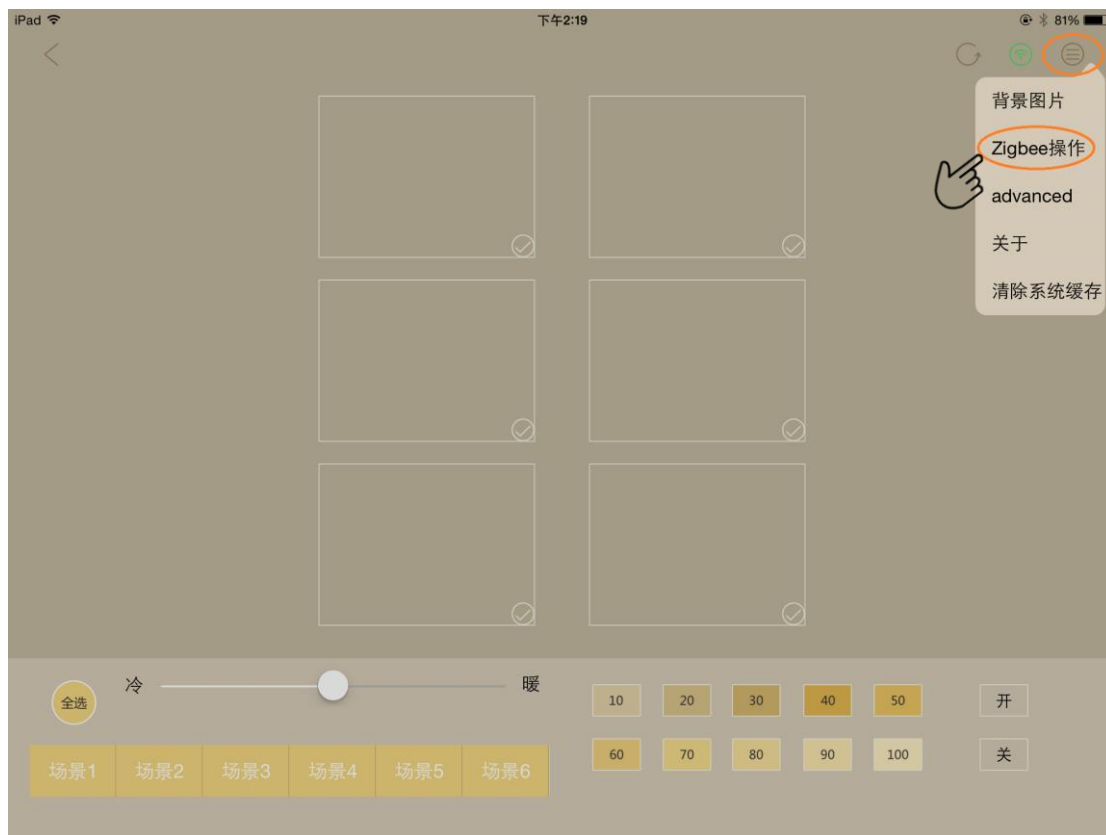 iPad 下午2:19 81%
背景图片
Zigbee操作
advanced
关于
清除系统缓存
冷 暖
全选
10 20 30 40 50 开
60 70 80 90 100 关
场景1 场景2 场景3 场景4 场景5 场景6